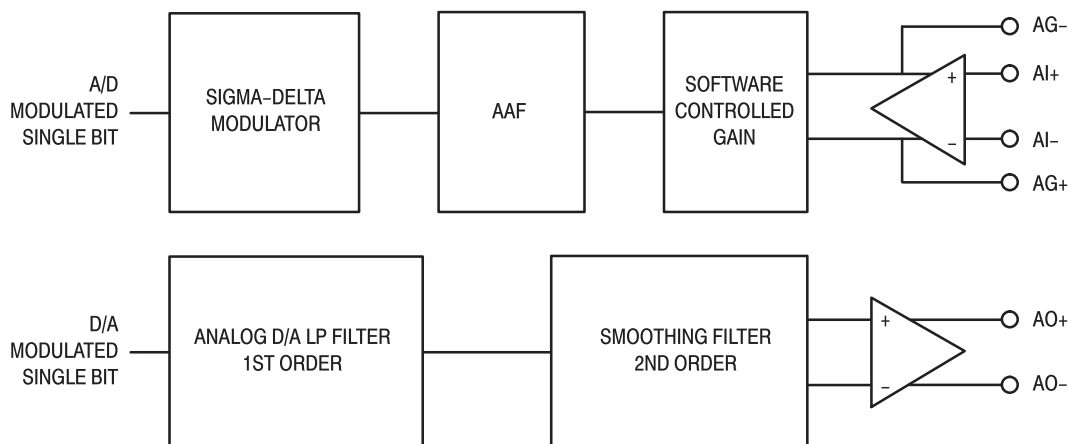 A/D
MODULATED
SINGLE BIT
SIGMA–DELTA
MODULATOR
AAF
SOFTWARE
CONTROLLED
GAIN
+
–
AG–
AI+
AI–
AG+
D/A
MODULATED
SINGLE BIT
ANALOG D/A LP FILTER
1ST ORDER
SMOOTHING FILTER
2ND ORDER
+
–
AO+
AO–